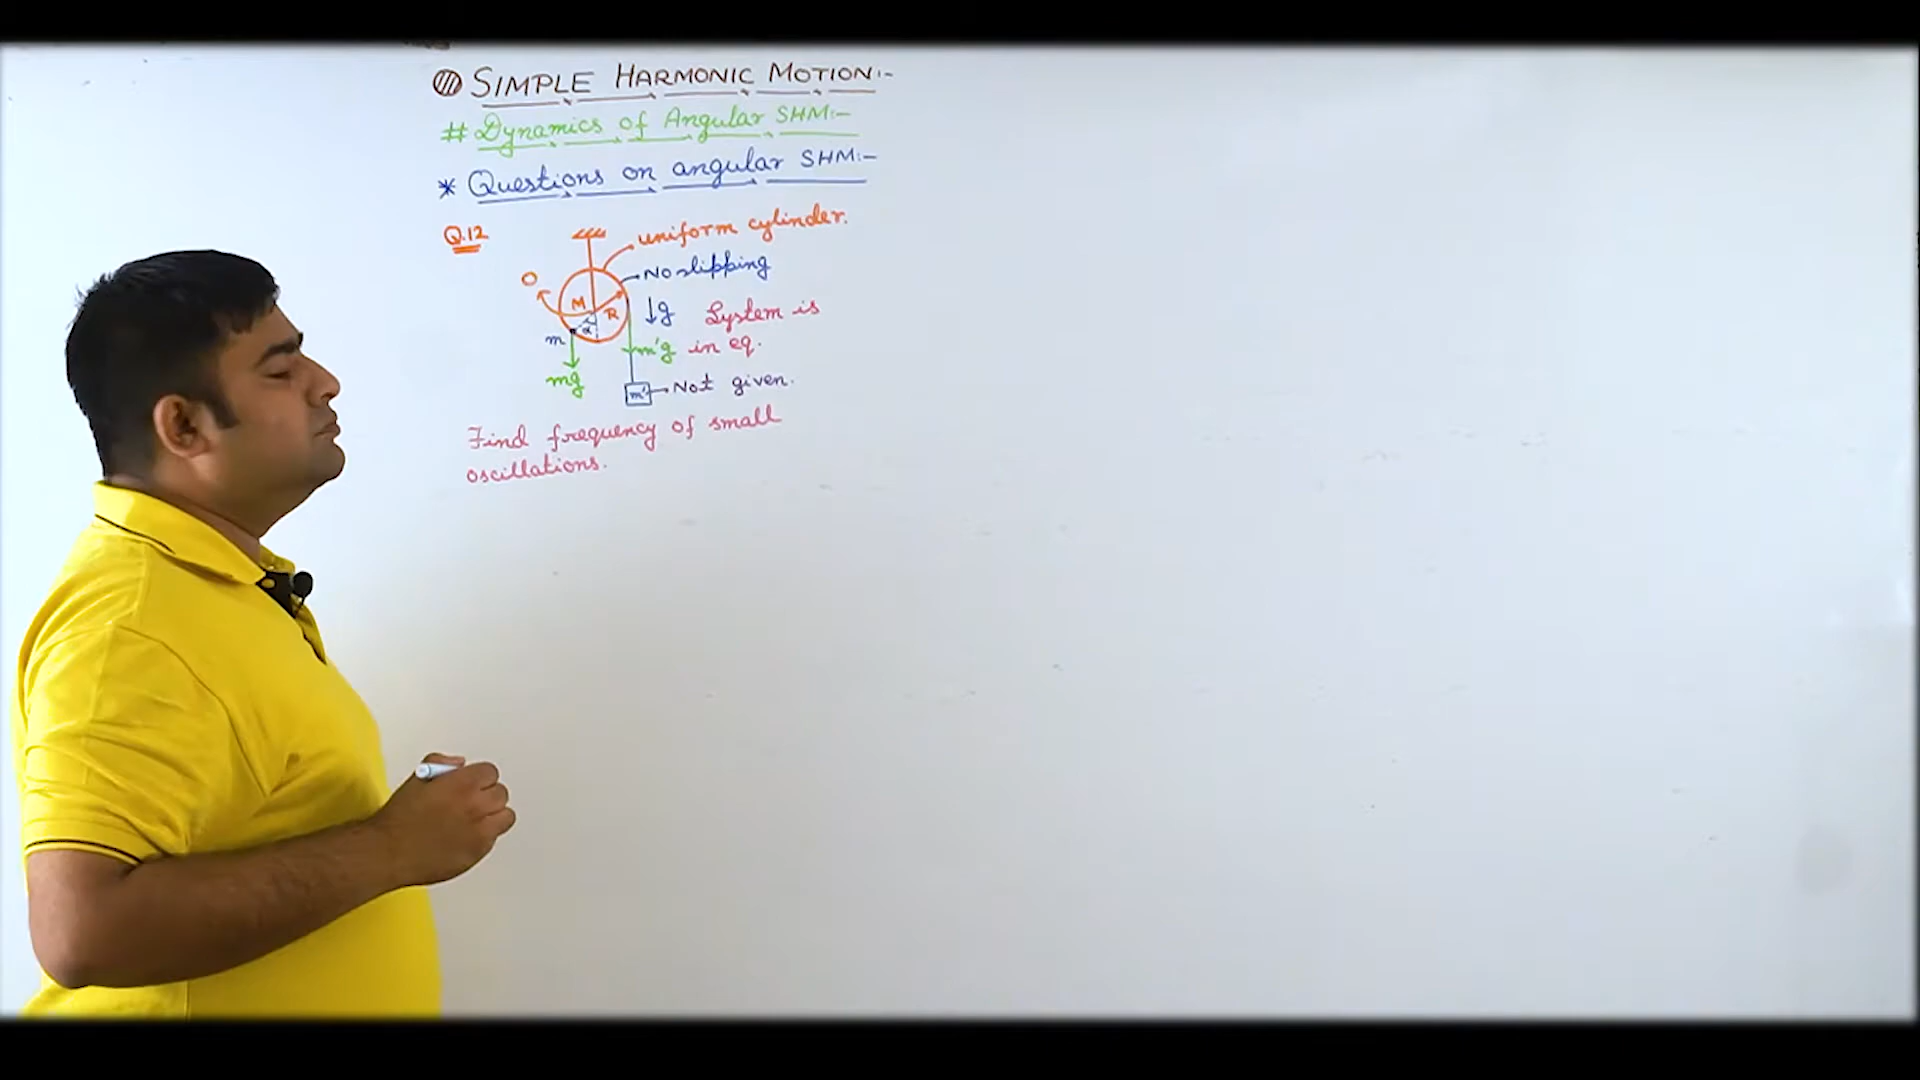 SIMPLE HARMONIC MOTION:-
# Dynamics of Angular SHM:-
* Questions on angular SHM:-
Q.12
uniform cylinder.
No slipping
O
M
R
α
↓g
System is
m
m'g
in eq.
mg
m'
Not given.
Find frequency of small
oscillations.